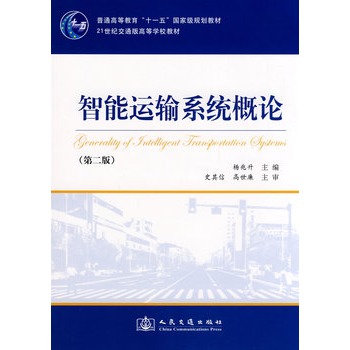 十一五
普通高等教育“十一五”国家级规划教材
21世纪交通版高等学校教材
智能运输系统概论
Generality of Intelligent Transportation Systems
(第二版)
杨兆升 主编
史其信 高世廉 主审
人民交通出版社
China Communications Press